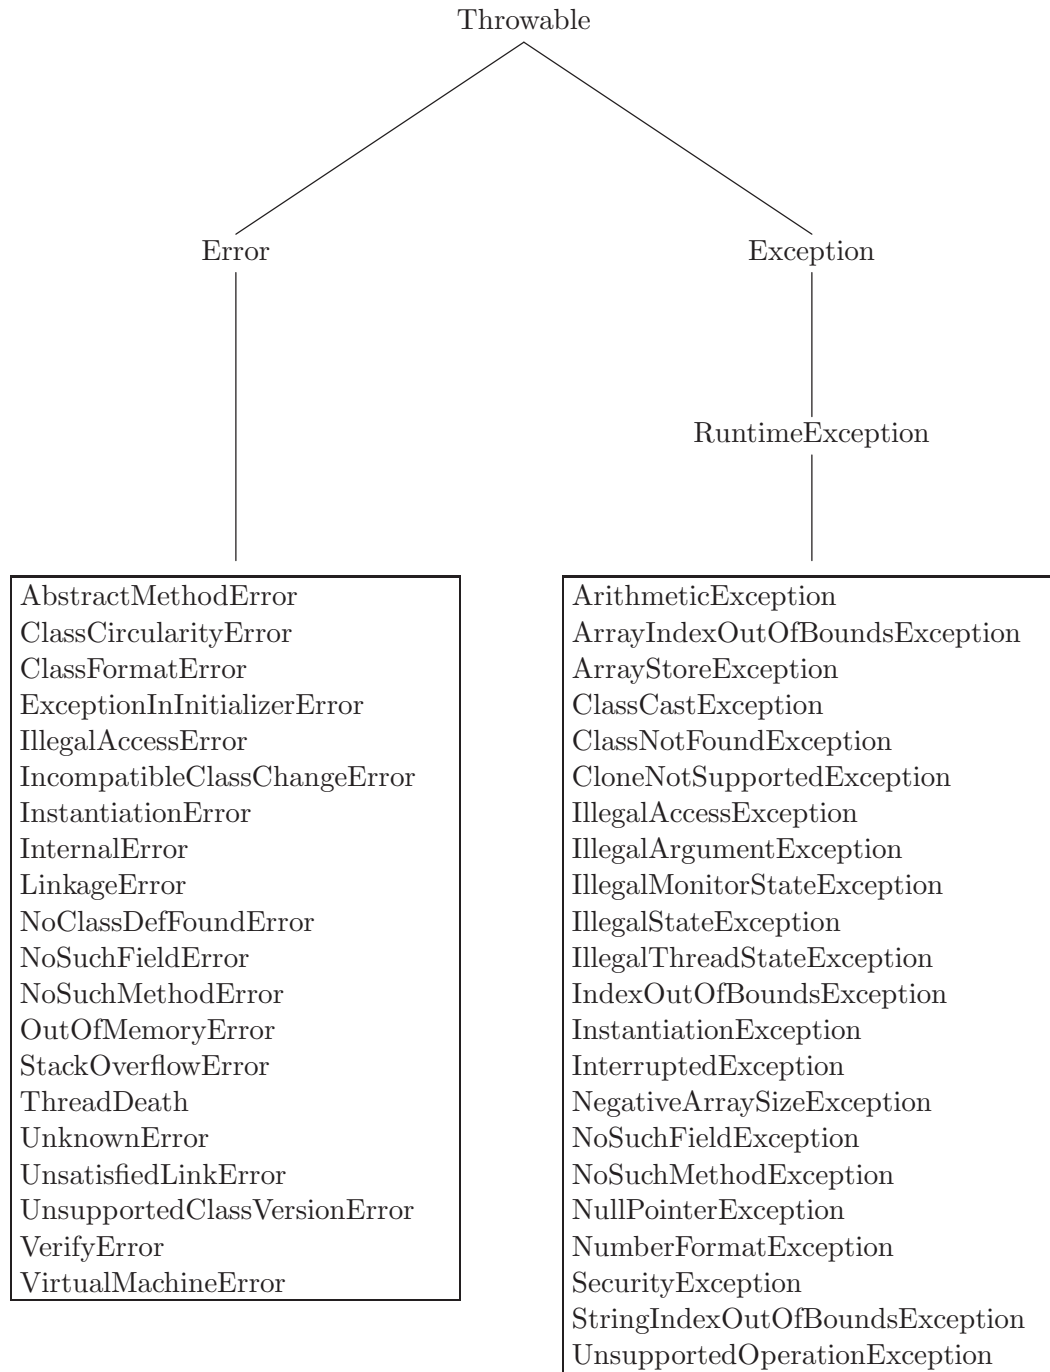 Throwable
Error
Exception
RuntimeException
AbstractMethodError
ClassCircularityError
ClassFormatError
ExceptionInInitializerError
IllegalAccessError
IncompatibleClassChangeError
InstantiationError
InternalError
LinkageError
NoClassDefFoundError
NoSuchFieldError
NoSuchMethodError
OutOfMemoryError
StackOverflowError
ThreadDeath
UnknownError
UnsatisfiedLinkError
UnsupportedClassVersionError
VerifyError
VirtualMachineError
ArithmeticException
ArrayIndexOutOfBoundsException
ArrayStoreException
ClassCastException
ClassNotFoundException
CloneNotSupportedException
IllegalAccessException
IllegalArgumentException
IllegalMonitorStateException
IllegalStateException
IllegalThreadStateException
IndexOutOfBoundsException
InstantiationException
InterruptedException
NegativeArraySizeException
NoSuchFieldException
NoSuchMethodException
NullPointerException
NumberFormatException
SecurityException
StringIndexOutOfBoundsException
UnsupportedOperationException